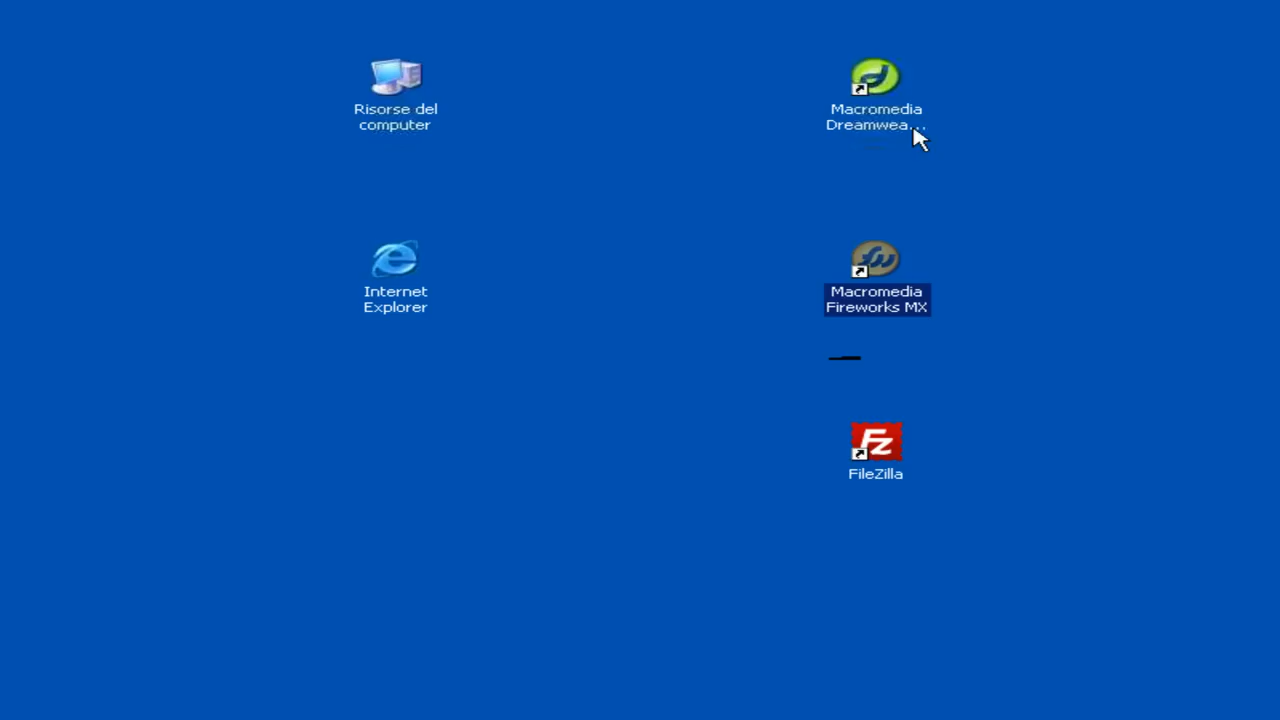 Risorse del
computer
Macromedia
Dreamwea...
Internet
Explorer
Macromedia
Fireworks MX
FileZilla